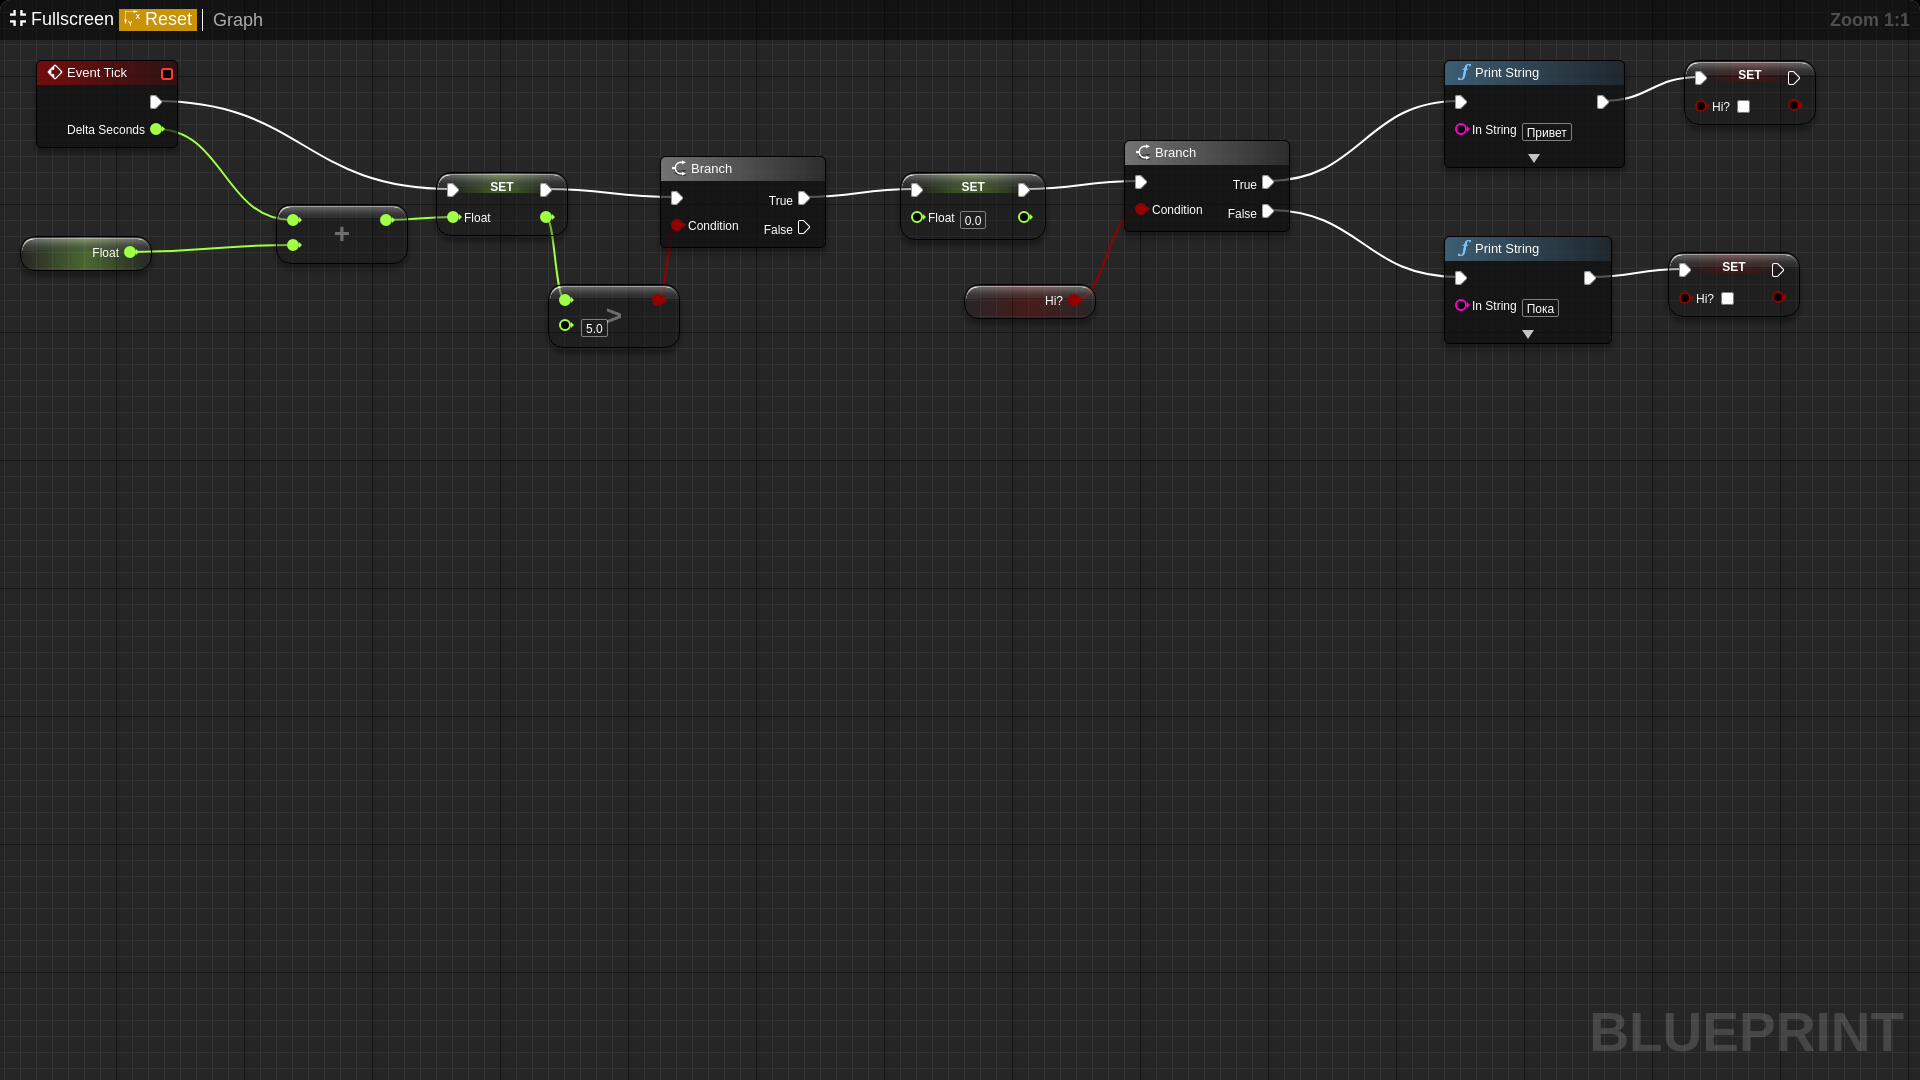 Fullscreen Reset Graph Zoom 1:1
Event Tick
Delta Seconds
Float
+
SET
Float
>
5.0
Branch
True
Condition
False
SET
Float 0.0
Hi?
Branch
True
Condition
False
Print String
In String Привет
SET
Hi?
Print String
In String Пока
SET
Hi?
BLUEPRINT